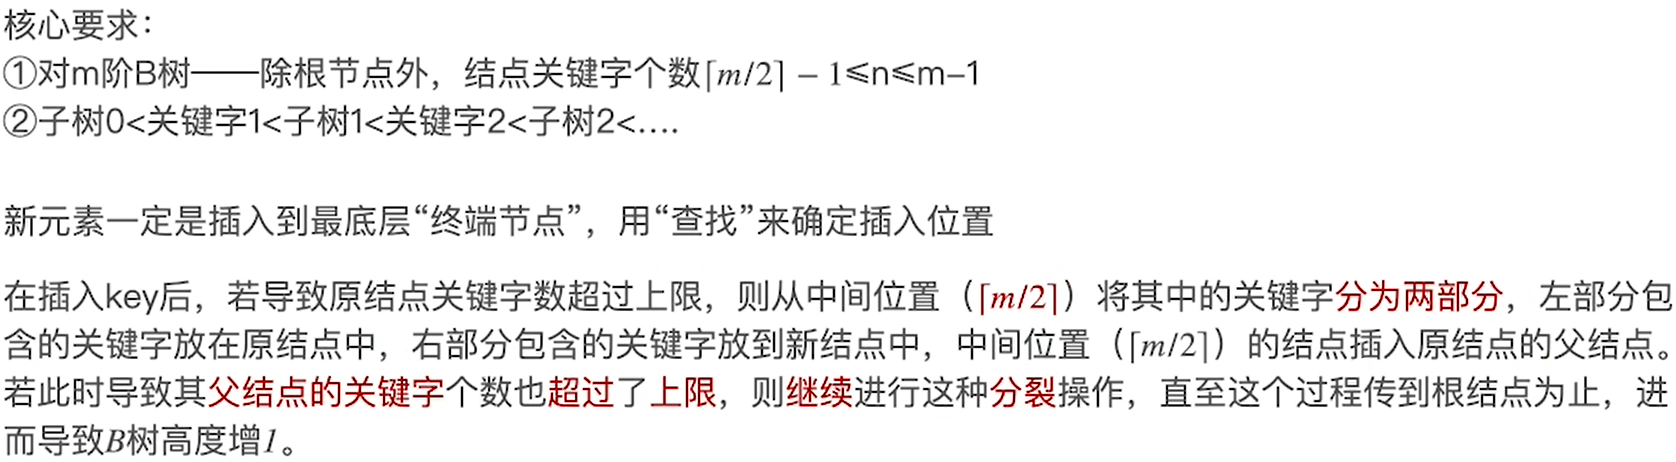 核心要求：
①对m阶B树——除根节点外，结点关键字个数⌈m/2⌉ – 1≤n≤m–1
②子树0<关键字1<子树1<关键字2<子树2<….
新元素一定是插入到最底层“终端节点”，用“查找”来确定插入位置
在插入key后，若导致原结点关键字数超过上限，则从中间位置（⌈m/2⌉）将其中的关键字分为两部分，左部分包
含的关键字放在原结点中，右部分包含的关键字放到新结点中，中间位置（⌈m/2⌉）的结点插入原结点的父结点。
若此时导致其父结点的关键字个数也超过了上限，则继续进行这种分裂操作，直至这个过程传到根结点为止，进
而导致B树高度增1。